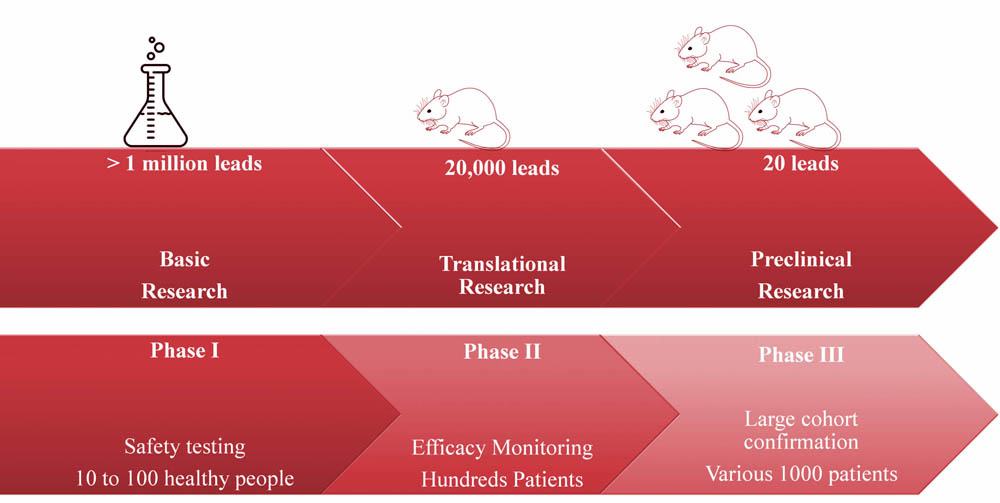 > 1 million leads
20,000 leads
20 leads
Basic
Research
Translational
Research
Preclinical
Research
Phase I
Phase II
Phase III
Safety testing
10 to 100 healthy people
Efficacy Monitoring
Hundreds Patients
Large cohort
confirmation
Various 1000 patients